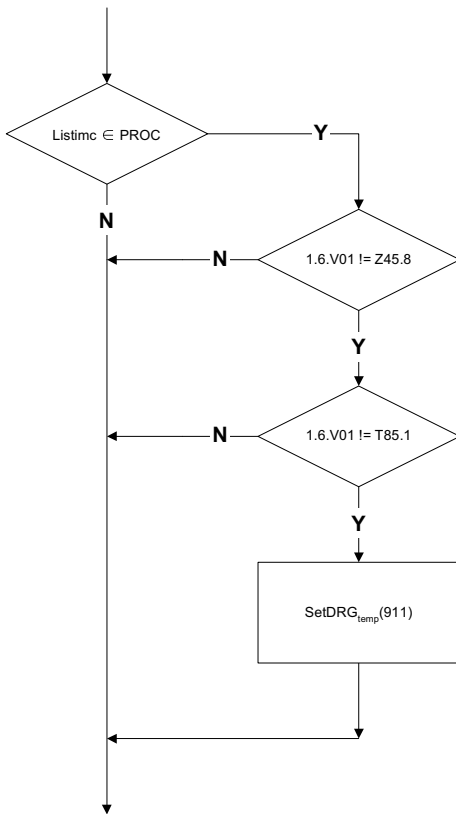 Listimc ∈ PROC
Y
N
1.6.V01 != Z45.8
N
Y
1.6.V01 != T85.1
N
Y
SetDRGtemp(911)